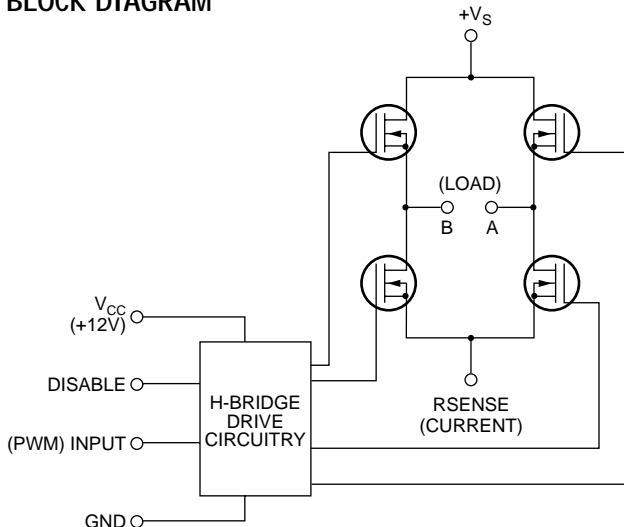 BLOCK DIAGRAM
+VS
(LOAD)
B A
VCC
(+12V)
DISABLE
H-BRIDGE
DRIVE
CIRCUITRY
RSENSE
(CURRENT)
(PWM) INPUT
GND